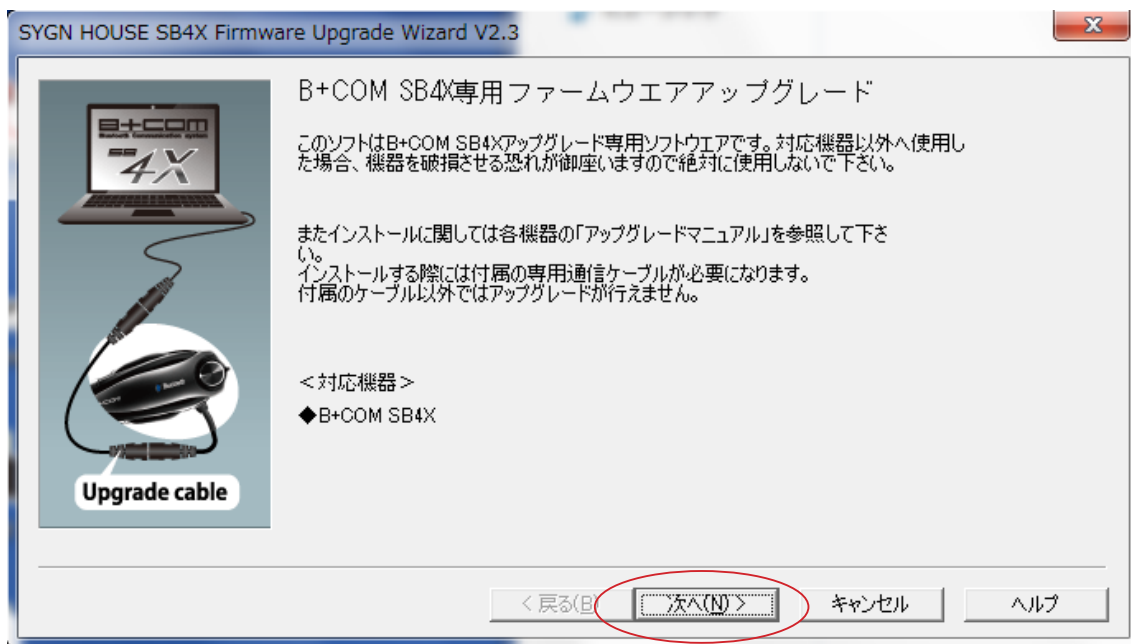 SYGN HOUSE SB4X Firmware Upgrade Wizard V2.3
B+COM SB4X専用ファームウエアアップグレード
このソフトはB+COM SB4Xアップグレード専用ソフトウエアです。対応機器以外へ使用し
た場合、機器を破損させる恐れが御座いますので絶対に使用しないで下さい。
またインストールに関しては各機器の「アップグレードマニュアル」を参照して下さ
い。
インストールする際には付属の専用通信ケーブルが必要になります。
付属のケーブル以外ではアップグレードが行えません。
<対応機器>
◆B+COM SB4X
B+COM
4X
Upgrade cable
< 戻る(B)
次へ(N) >
キャンセル
ヘルプ